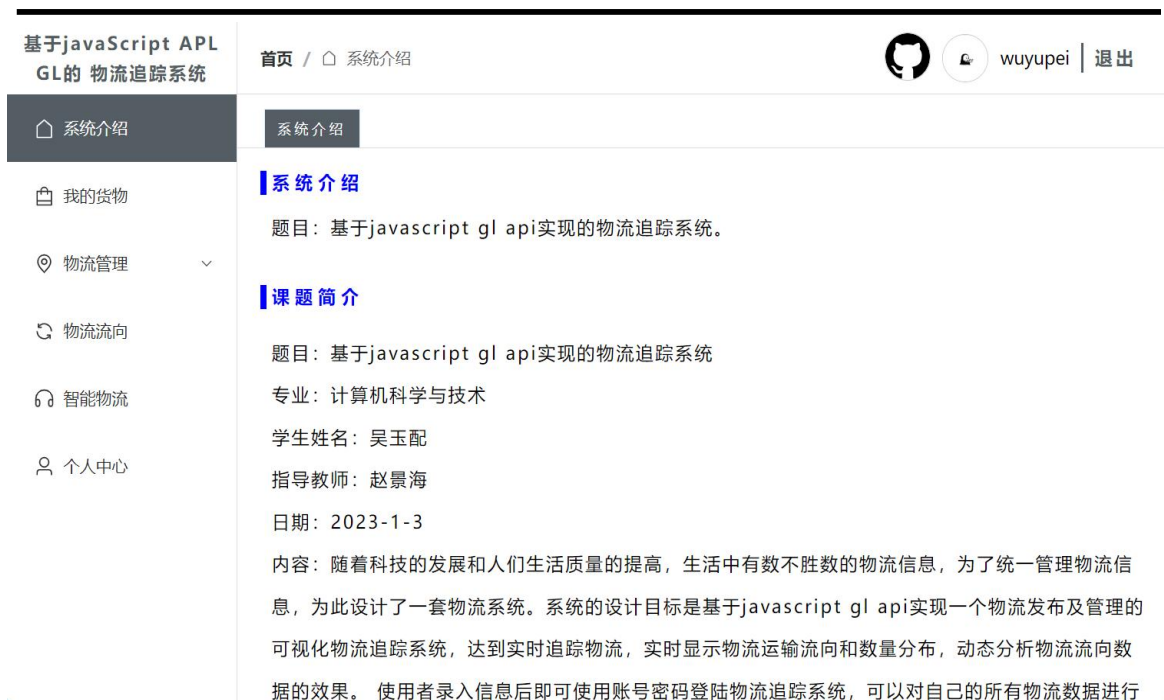 基于javaScript APL
GL的 物流追踪系统
首页 / 系统介绍
wuyupei
退出
系统介绍
我的货物
物流管理
物流流向
智能物流
个人中心
系统介绍
系统介绍
题目：基于javascript gl api实现的物流追踪系统。
课题简介
题目：基于javascript gl api实现的物流追踪系统
专业：计算机科学与技术
学生姓名：吴玉配
指导教师：赵景海
日期：2023-1-3
内容：随着科技的发展和人们生活质量的提高，生活中有数不胜数的物流信息，为了统一管理物流信
息，为此设计了一套物流系统。系统的设计目标是基于javascript gl api实现一个物流发布及管理的
可视化物流追踪系统，达到实时追踪物流，实时显示物流运输流向和数量分布，动态分析物流流向数
据的效果。 使用者录入信息后即可使用账号密码登陆物流追踪系统，可以对自己的所有物流数据进行